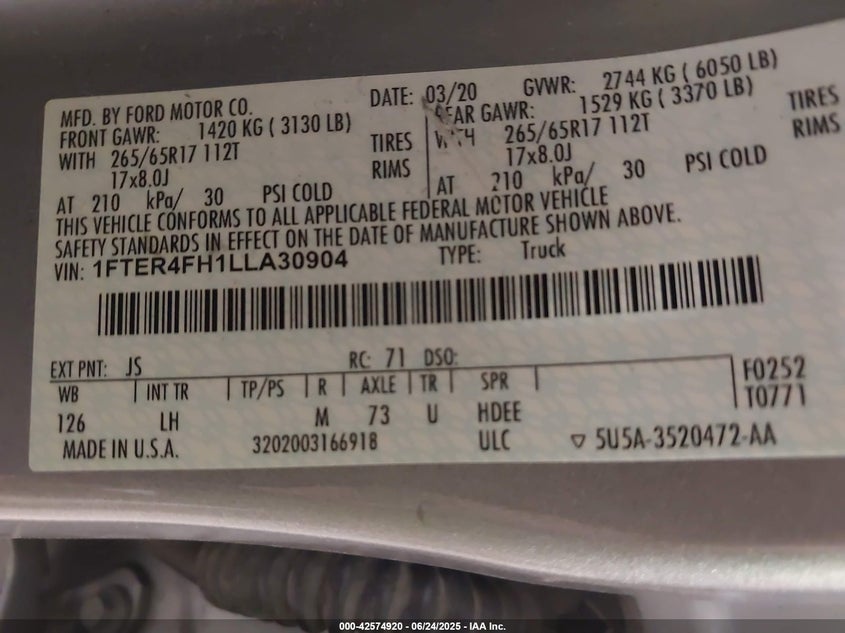 MFD. BY FORD MOTOR CO. DATE: 03/20 GVWR: 2744 KG ( 6050 LB)
FRONT GAWR: 1420 KG ( 3130 LB) REAR GAWR: 1529 KG ( 3370 LB)
WITH 265/65R17 112T TIRES WITH 265/65R17 112T TIRES
17x8.0J RIMS 17x8.0J RIMS
AT 210 kPa/ 30 PSI COLD AT 210 kPa/ 30 PSI COLD
THIS VEHICLE CONFORMS TO ALL APPLICABLE FEDERAL MOTOR VEHICLE
SAFETY STANDARDS IN EFFECT ON THE DATE OF MANUFACTURE SHOWN ABOVE.
VIN: 1FTER4FH1LLA30904 TYPE: Truck
EXT PNT: JS RC: 71 DSO:
WB INT TR TP/PS R AXLE TR SPR F0252
126 LH M 73 U HDEE T0771
MADE IN U.S.A. 3202003166918 ULC ▽ 5U5A-3520472-AA
000-42574920 - 06/24/2025 - IAA Inc.